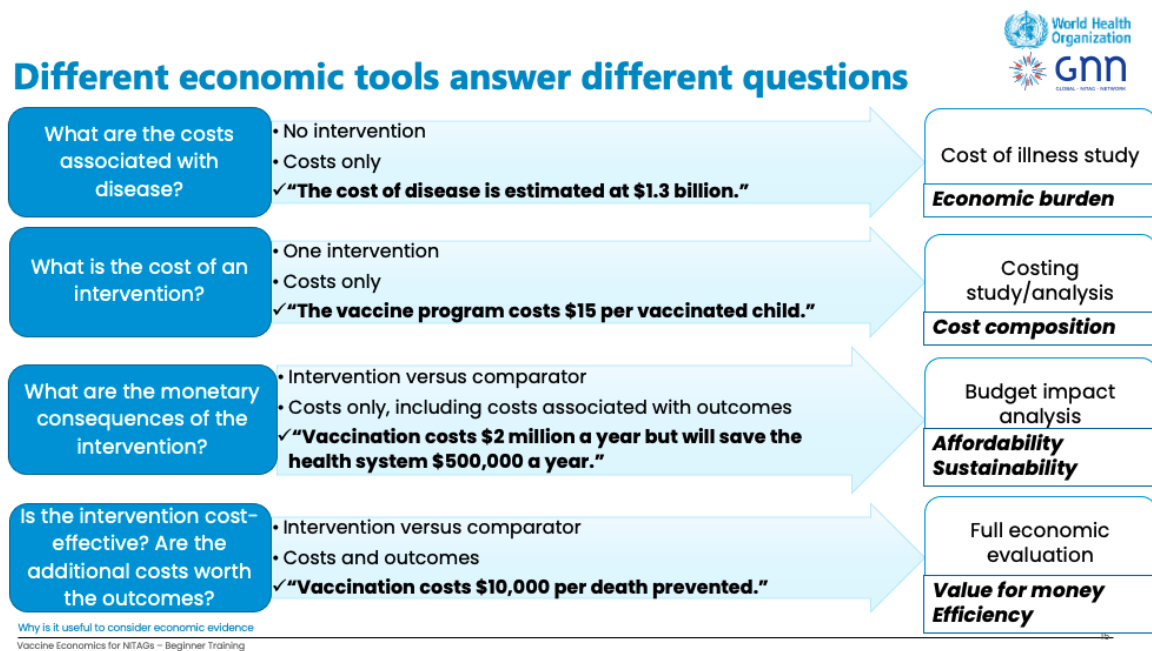 World Health
Organization
GNN
GLOBAL - NITAG - NETWORK
Different economic tools answer different questions
What are the costs
associated with
disease?
• No intervention
• Costs only
✓“The cost of disease is estimated at $1.3 billion.”
Cost of illness study
Economic burden
What is the cost of an
intervention?
• One intervention
• Costs only
✓“The vaccine program costs $15 per vaccinated child.”
Costing
study/analysis
Cost composition
What are the monetary
consequences of the
intervention?
• Intervention versus comparator
• Costs only, including costs associated with outcomes
✓“Vaccination costs $2 million a year but will save the
health system $500,000 a year.”
Budget impact
analysis
Affordability
Sustainability
Is the intervention cost-
effective? Are the
additional costs worth
the outcomes?
• Intervention versus comparator
• Costs and outcomes
✓“Vaccination costs $10,000 per death prevented.”
Full economic
evaluation
Value for money
Efficiency
Why is it useful to consider economic evidence
Vaccine Economics for NITAGs – Beginner Training
15